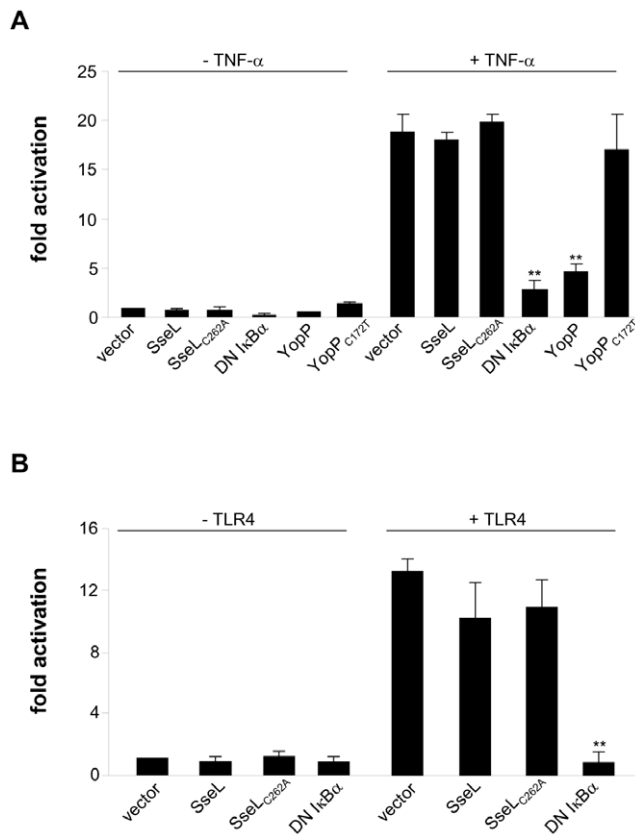 A
- TNF-α + TNF-α
25
20
15
10
5
0
fold activation
vector SseL SseLC262A DN IκBα YopP YopPC172T vector SseL SseLC262A DN IκBα YopP YopPC172T
** **
B
- TLR4 + TLR4
16
12
8
4
0
fold activation
vector SseL SseLC262A DN IκBα vector SseL SseLC262A DN IκBα
**